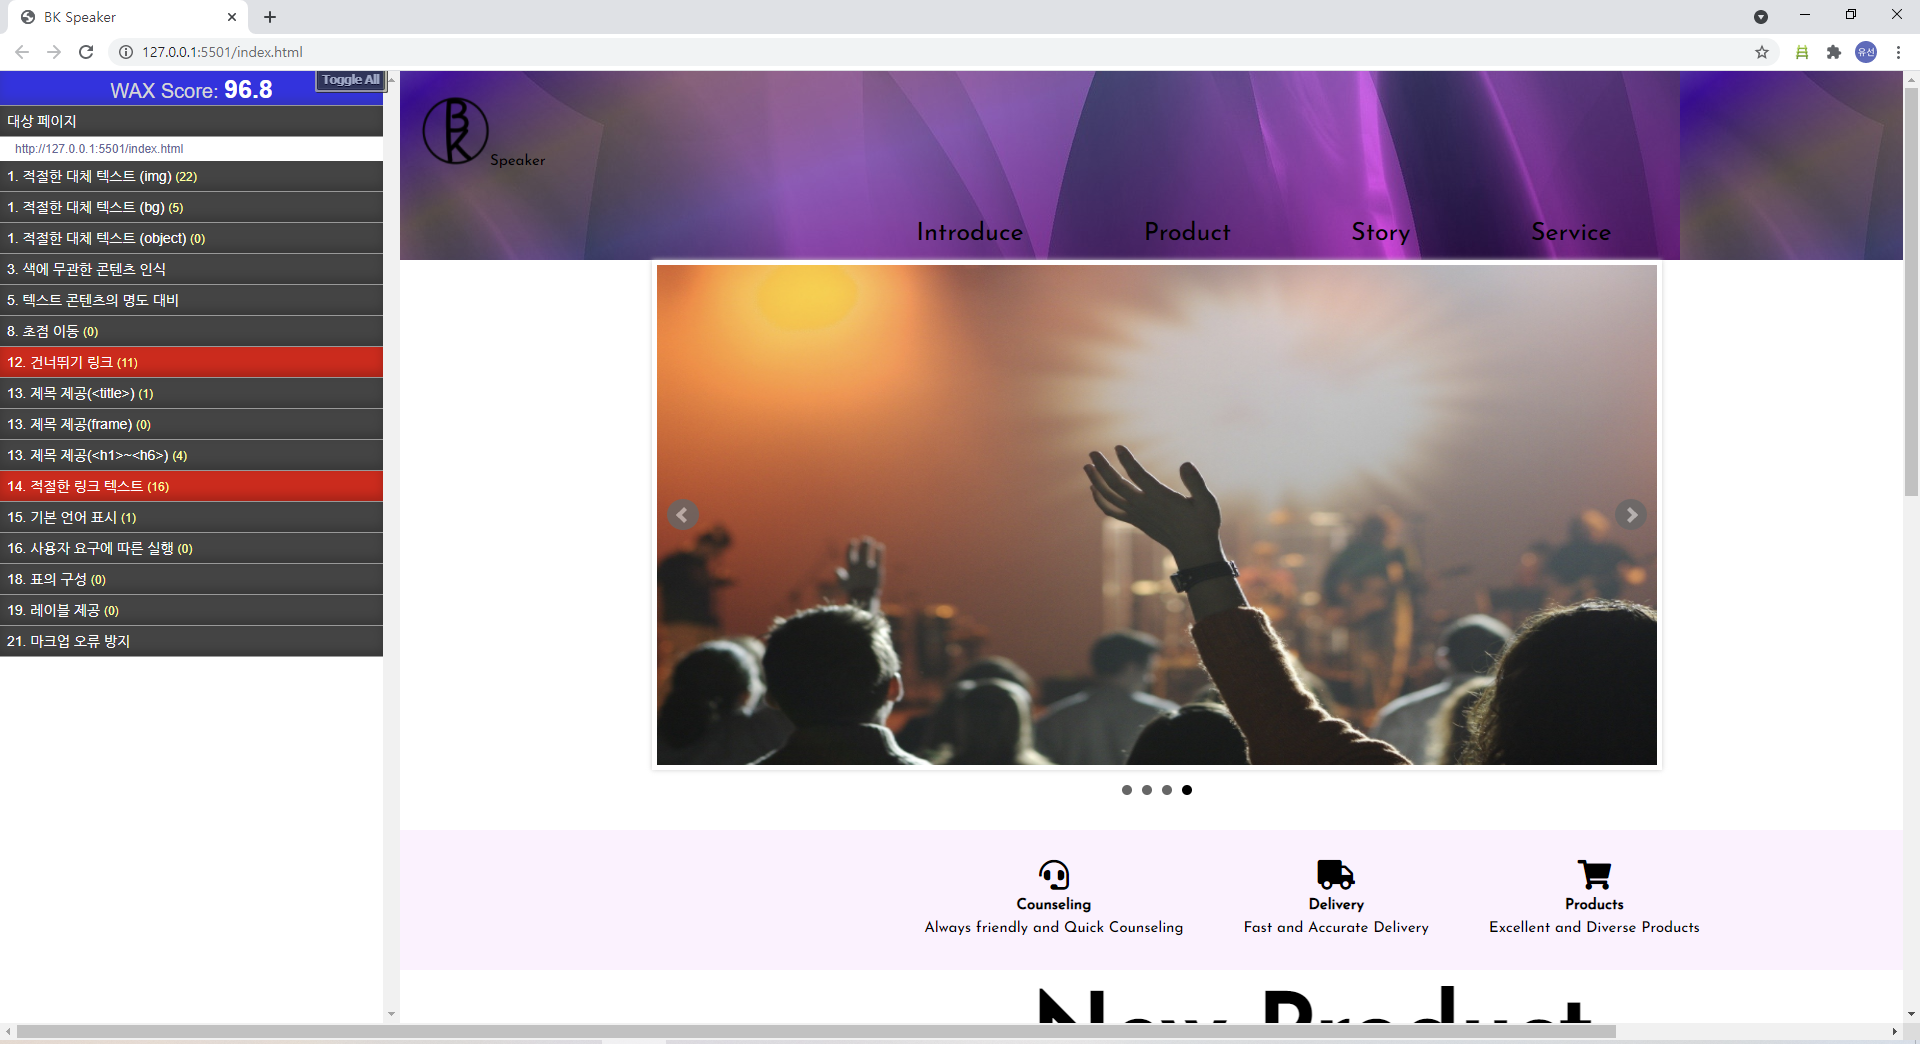 BK Speaker
127.0.0.1:5501/index.html
유선
WAX Score: 96.8
Toggle All
대상 페이지
http://127.0.0.1:5501/index.html
1. 적절한 대체 텍스트 (img) (22)
1. 적절한 대체 텍스트 (bg) (5)
1. 적절한 대체 텍스트 (object) (0)
3. 색에 무관한 콘텐츠 인식
5. 텍스트 콘텐츠의 명도 대비
8. 초점 이동 (0)
12. 건너뛰기 링크 (11)
13. 제목 제공(<title>) (1)
13. 제목 제공(frame) (0)
13. 제목 제공(<h1>~<h6>) (4)
14. 적절한 링크 텍스트 (16)
15. 기본 언어 표시 (1)
16. 사용자 요구에 따른 실행 (0)
18. 표의 구성 (0)
19. 레이블 제공 (0)
21. 마크업 오류 방지
BK
Speaker
Introduce
Product
Story
Service
Counseling
Always friendly and Quick Counseling
Delivery
Fast and Accurate Delivery
Products
Excellent and Diverse Products
New Product